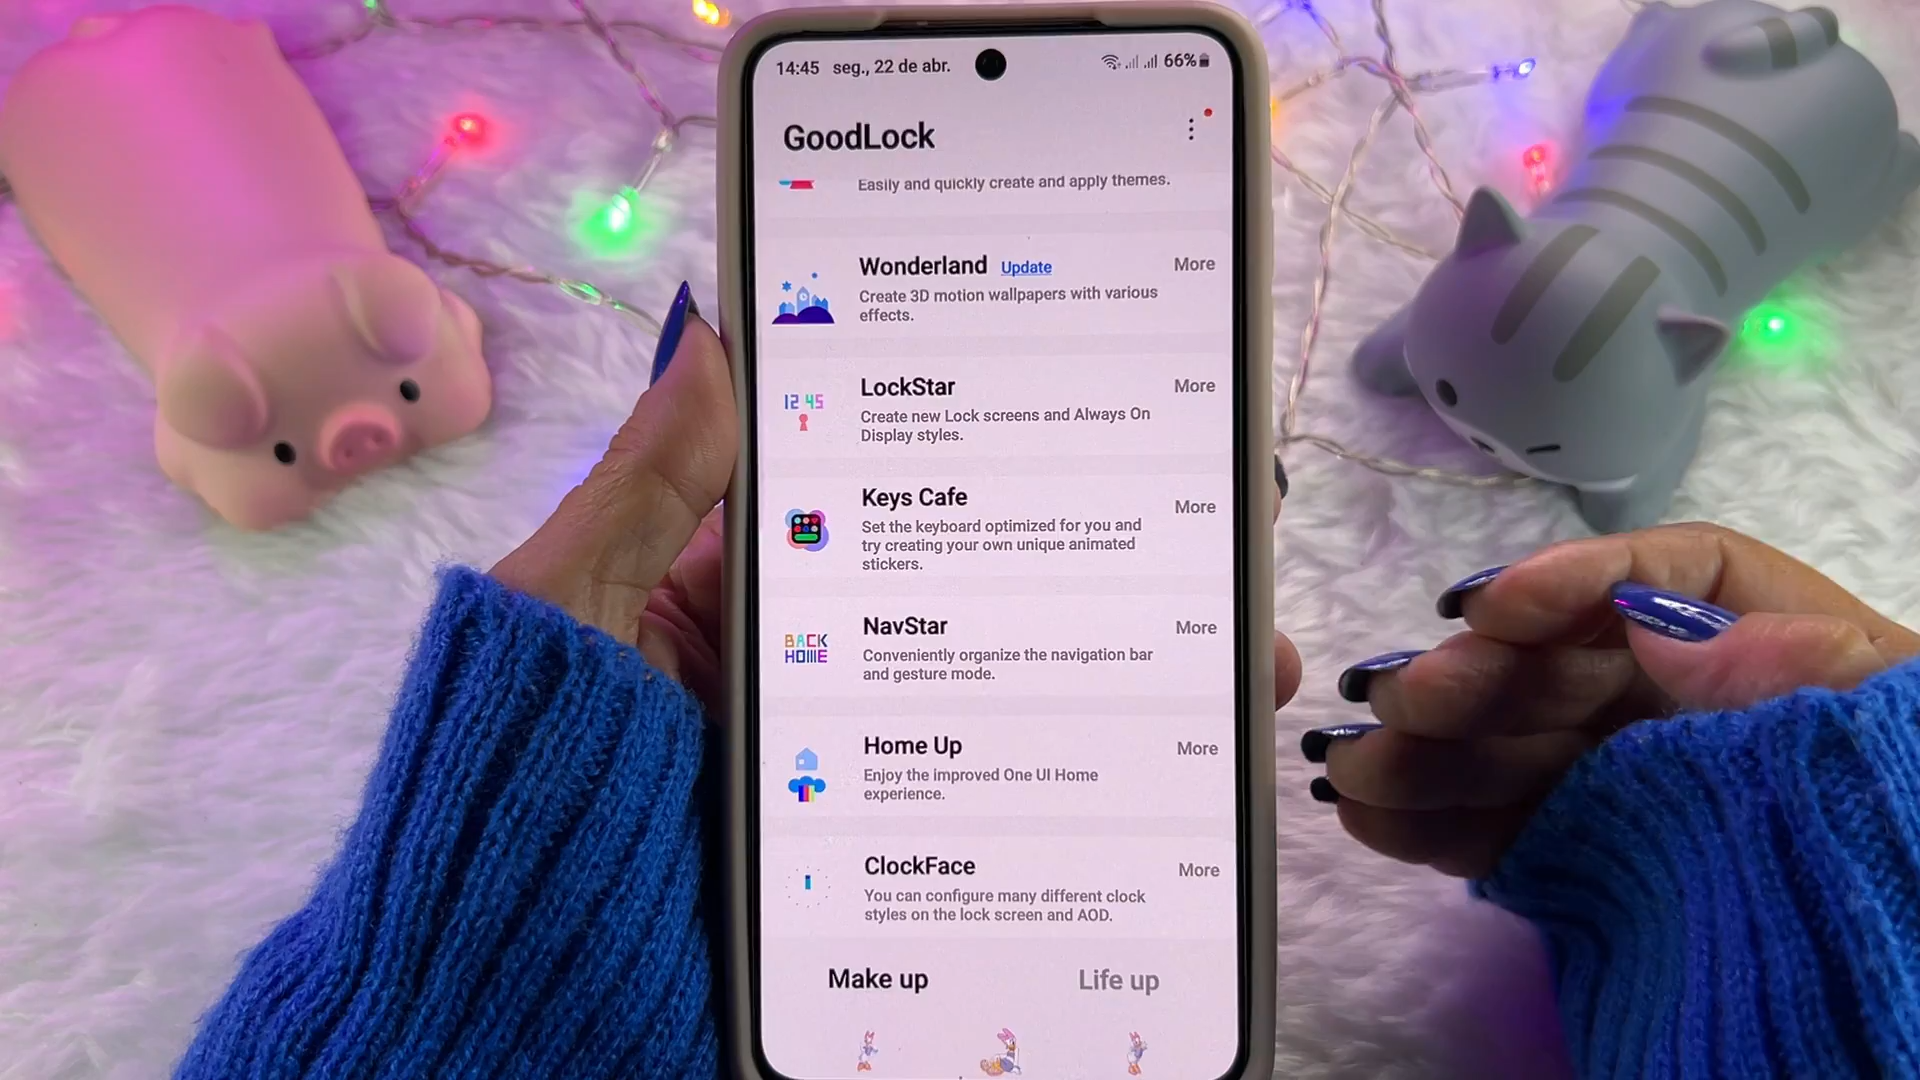 14:45 seg., 22 de abr.
66%
GoodLock
Easily and quickly create and apply themes.
Wonderland Update More
Create 3D motion wallpapers with various
effects.
12 45
LockStar More
Create new Lock screens and Always On
Display styles.
Keys Cafe More
Set the keyboard optimized for you and
try creating your own unique animated
stickers.
BACK
HOME
NavStar More
Conveniently organize the navigation bar
and gesture mode.
Home Up More
Enjoy the improved One UI Home
experience.
ClockFace More
You can configure many different clock
styles on the lock screen and AOD.
Make up Life up